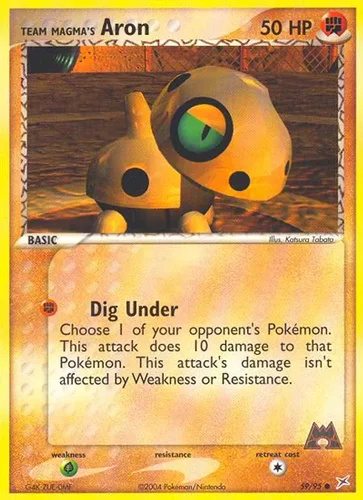 TEAM MAGMA'S Aron 50 HP
BASIC
Illus. Katsura Tabata
Dig Under
Choose 1 of your opponent's Pokémon.
This attack does 10 damage to that
Pokémon. This attack's damage isn't
affected by Weakness or Resistance.
weakness resistance retreat cost
©2004 Pokémon/Nintendo 59/95